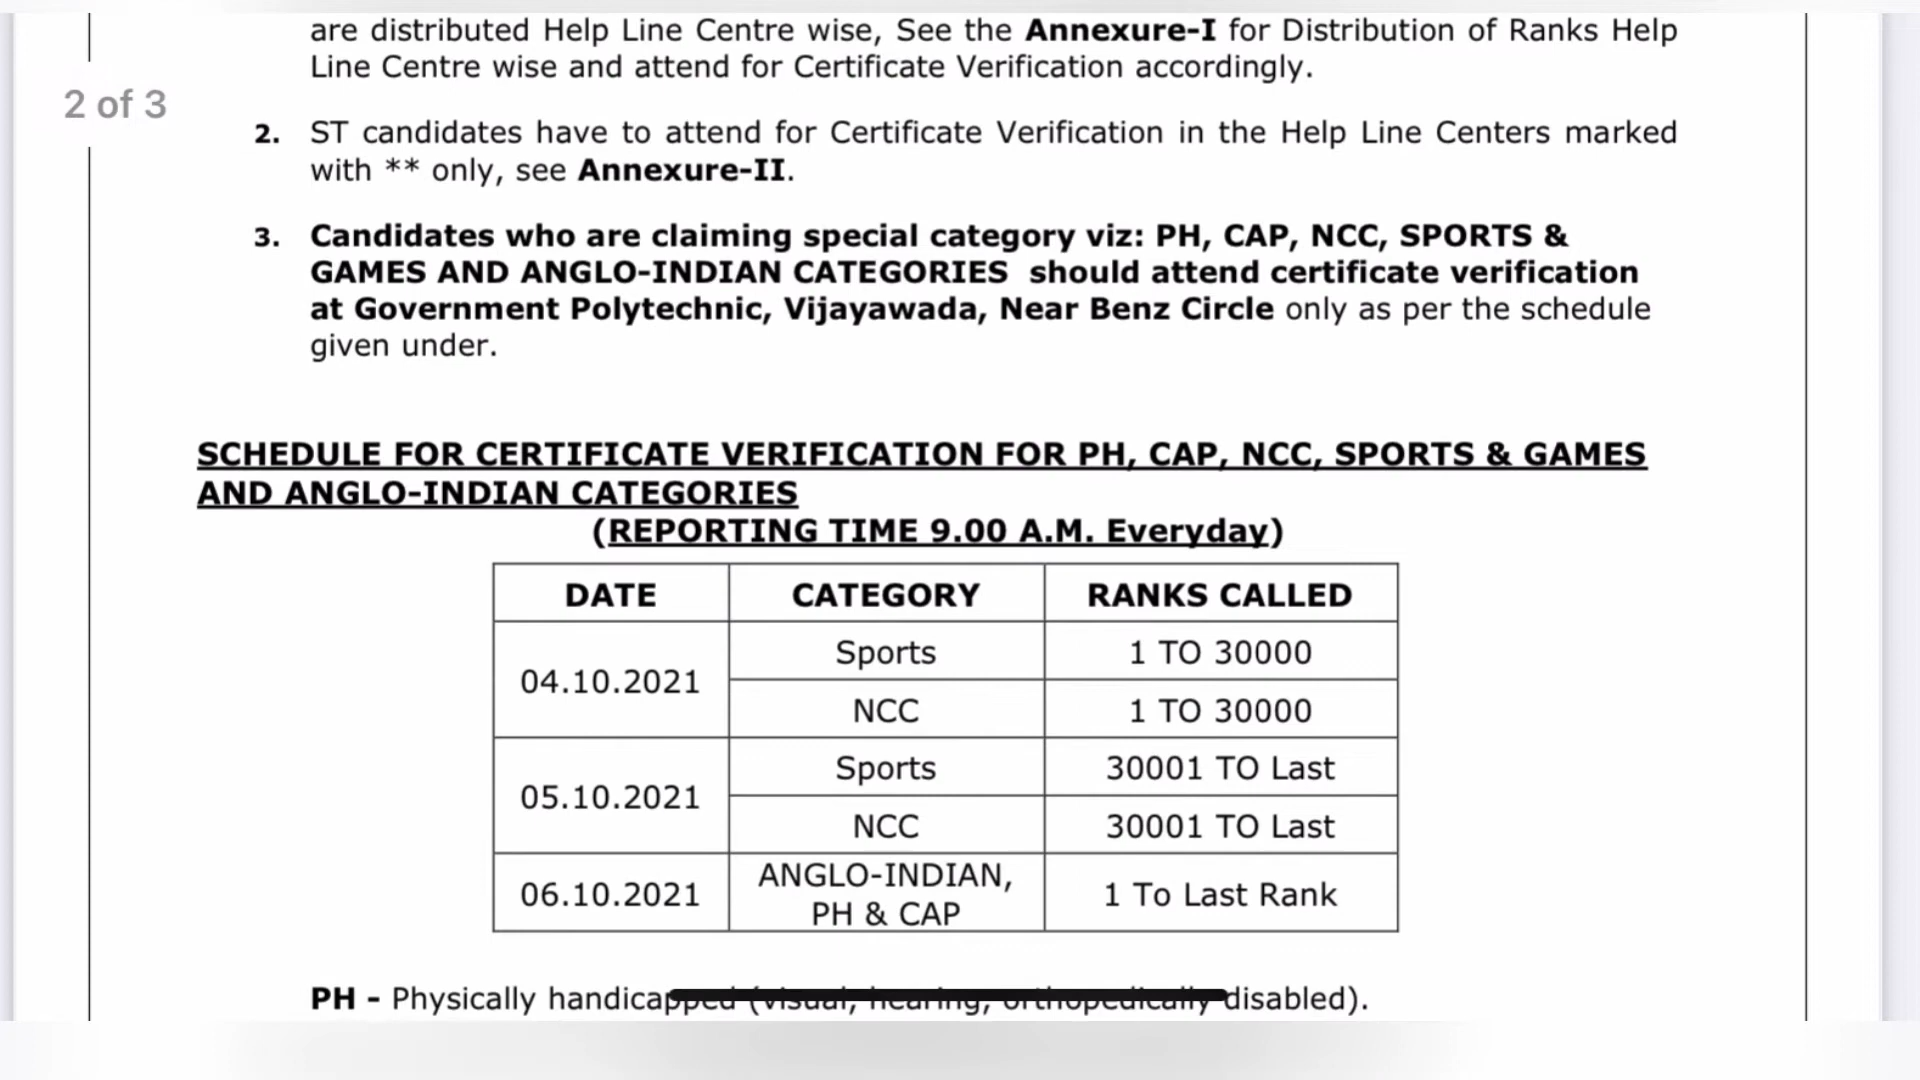 are distributed Help Line Centre wise, See the Annexure-I for Distribution of Ranks Help
Line Centre wise and attend for Certificate Verification accordingly.
2 of 3
2. ST candidates have to attend for Certificate Verification in the Help Line Centers marked
with ** only, see Annexure-II.
3. Candidates who are claiming special category viz: PH, CAP, NCC, SPORTS &
GAMES AND ANGLO-INDIAN CATEGORIES should attend certificate verification
at Government Polytechnic, Vijayawada, Near Benz Circle only as per the schedule
given under.
SCHEDULE FOR CERTIFICATE VERIFICATION FOR PH, CAP, NCC, SPORTS & GAMES
AND ANGLO-INDIAN CATEGORIES
(REPORTING TIME 9.00 A.M. Everyday)
DATE CATEGORY RANKS CALLED
04.10.2021 Sports 1 TO 30000
NCC 1 TO 30000
05.10.2021 Sports 30001 TO Last
NCC 30001 TO Last
06.10.2021 ANGLO-INDIAN, 1 To Last Rank
PH & CAP
PH - Physically handicapped (visual, hearing, orthopedically disabled).